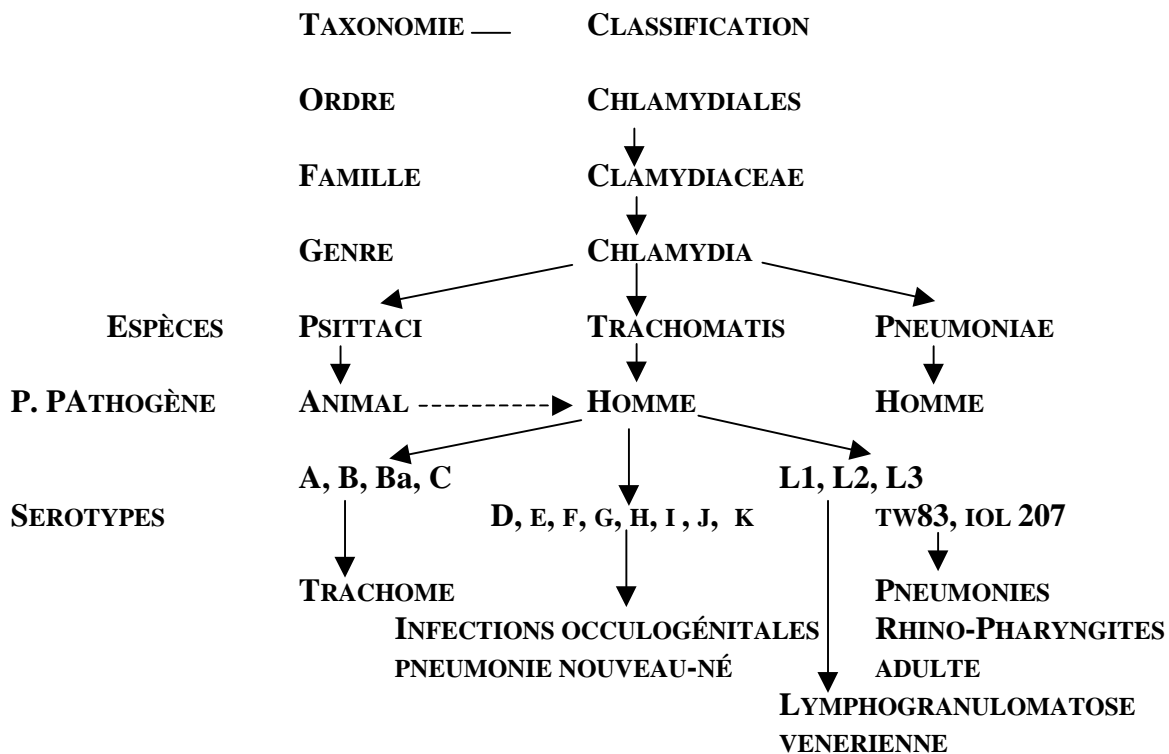 TAXONOMIE — CLASSIFICATION
ORDRE CHLAMYDIALES
FAMILLE CLAMYDIACEAE
GENRE CHLAMYDIA
ESPÈCES PSITTACI TRACHOMATIS PNEUMONIAE
P. PATHOGÈNE ANIMAL HOMME HOMME
A, B, Ba, C L1, L2, L3
SEROTYPES D, E, F, G, H, I , J, K TW83, IOL 207
TRACHOME PNEUMONIES
INFECTIONS OCCULOGÉNITALES RHINO-PHARYNGITES
PNEUMONIE NOUVEAU-NÉ ADULTE
LYMPHOGRANULOMATOSE
VENERIENNE